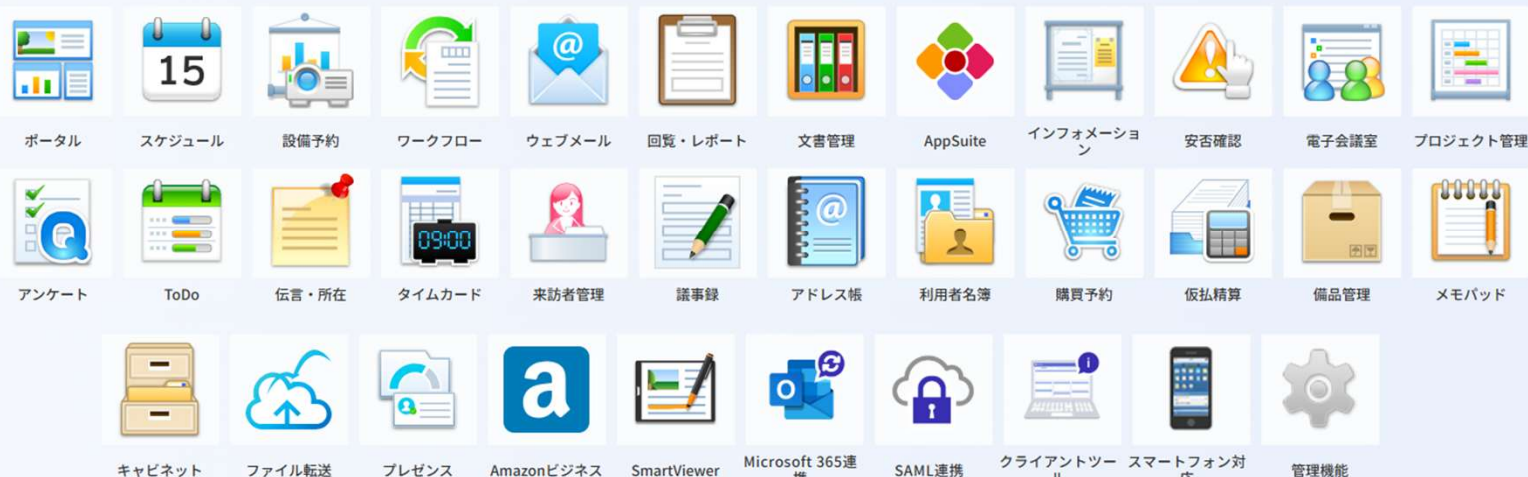 15
@
ポータル
スケジュール
設備予約
ワークフロー
ウェブメール
回覧・レポート
文書管理
AppSuite
インフォメーショ
ン
安否確認
電子会議室
プロジェクト管理
Q
09:00
@
アンケート
ToDo
伝言・所在
タイムカード
来訪者管理
議事録
アドレス帳
利用者名簿
購買予約
仮払精算
備品管理
メモパッド
a
O
i
キャビネット
ファイル転送
プレゼンス
Amazonビジネス
SmartViewer
Microsoft 365連
携
SAML連携
クライアントツー
ル
スマートフォン対
応
管理機能